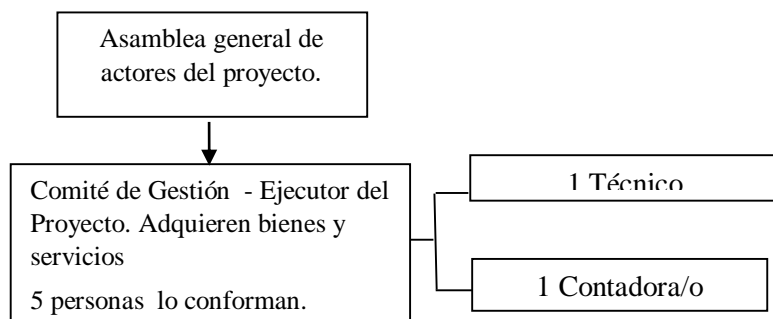 Asamblea general de
actores del proyecto.
Comité de Gestión - Ejecutor del
Proyecto. Adquieren bienes y
servicios
5 personas lo conforman.
1 Técnico
1 Contadora/o